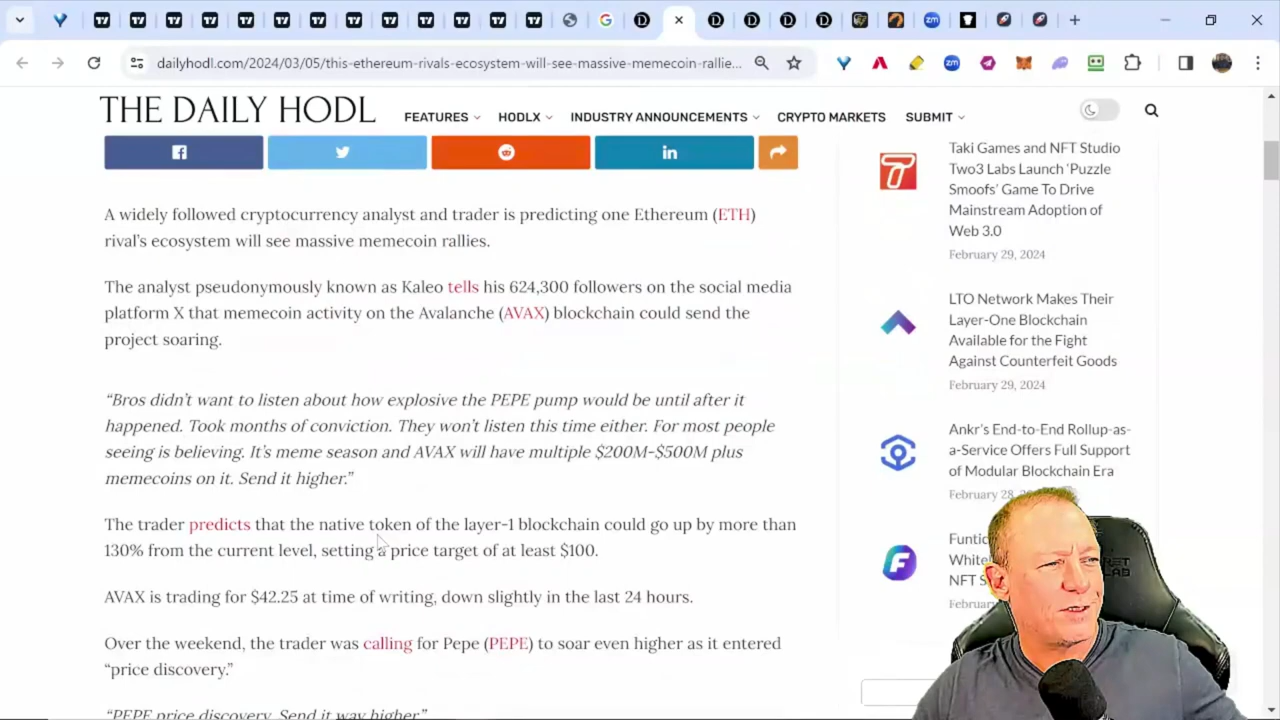 dailyhodl.com/2024/03/05/this-ethereum-rivals-ecosystem-will-see-massive-memecoin-rallie...
THE DAILY HODL
FEATURES
HODLX
INDUSTRY ANNOUNCEMENTS
CRYPTO MARKETS
SUBMIT
A widely followed cryptocurrency analyst and trader is predicting one Ethereum (ETH)
rival's ecosystem will see massive memecoin rallies.
The analyst pseudonymously known as Kaleo tells his 624,300 followers on the social media
platform X that memecoin activity on the Avalanche (AVAX) blockchain could send the
project soaring.
“Bros didn’t want to listen about how explosive the PEPE pump would be until after it
happened. Took months of conviction. They won’t listen this time either. For most people
seeing is believing. It’s meme season and AVAX will have multiple $200M-$500M plus
memecoins on it. Send it higher.”
The trader predicts that the native token of the layer-1 blockchain could go up by more than
130% from the current level, setting a price target of at least $100.
AVAX is trading for $42.25 at time of writing, down slightly in the last 24 hours.
Over the weekend, the trader was calling for Pepe (PEPE) to soar even higher as it entered
“price discovery.”
“PEPE price discovery. Send it way higher.”
Taki Games and NFT Studio
Two3 Labs Launch ‘Puzzle
Smoofs’ Game To Drive
Mainstream Adoption of
Web 3.0
February 29, 2024
LTO Network Makes Their
Layer-One Blockchain
Available for the Fight
Against Counterfeit Goods
February 29, 2024
Ankr’s End-to-End Rollup-as-
a-Service Offers Full Support
of Modular Blockchain Era
February 28,
NFT S